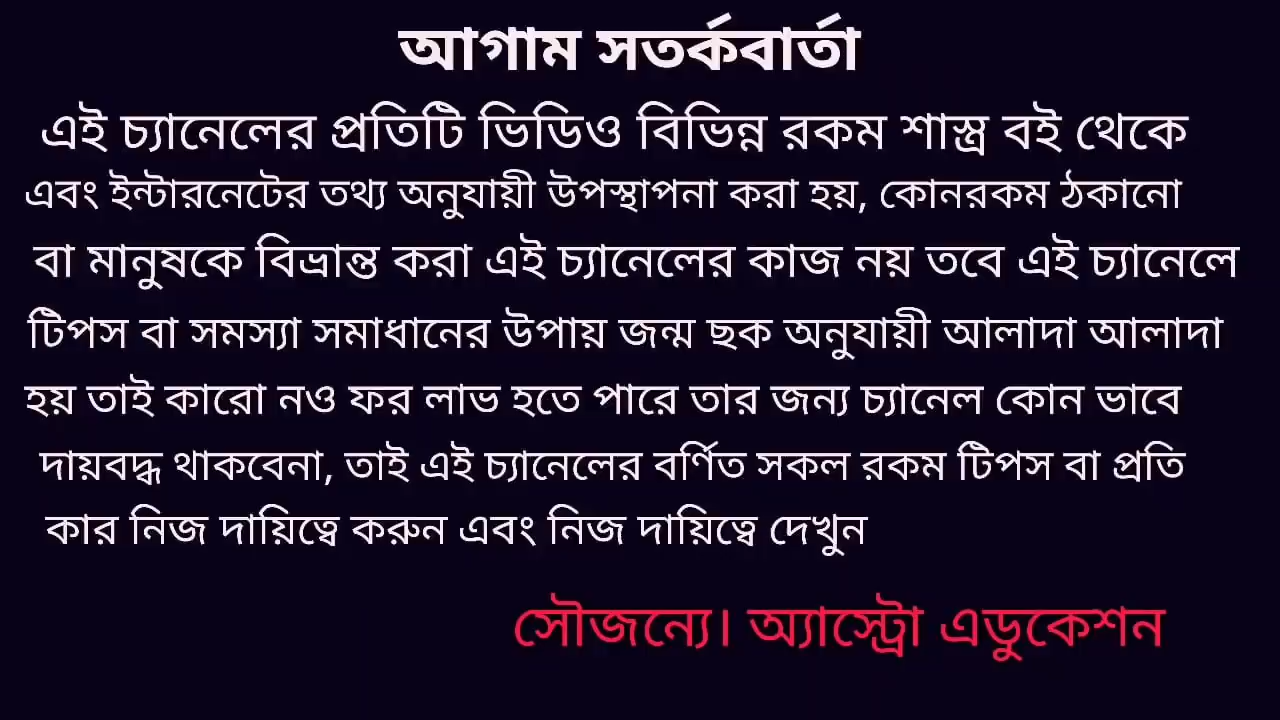 আগাম সতর্কবার্তা
এই চ্যানেলের প্রতিটি ভিডিও বিভিন্ন রকম শাস্ত্র বই থেকে
এবং ইন্টারনেটের তথ্য অনুযায়ী উপস্থাপনা করা হয়, কোনরকম ঠকানো
বা মানুষকে বিভ্রান্ত করা এই চ্যানেলের কাজ নয় তবে এই চ্যানেলে
টিপস বা সমস্যা সমাধানের উপায় জন্ম ছক অনুযায়ী আলাদা আলাদা
হয় তাই কারো নও ফর লাভ হতে পারে তার জন্য চ্যানেল কোন ভাবে
দায়বদ্ধ থাকবেনা, তাই এই চ্যানেলের বর্ণিত সকল রকম টিপস বা প্রতি
কার নিজ দায়িত্বে করুন এবং নিজ দায়িত্বে দেখুন
সৌজন্যে। অ্যাস্ট্রো এডুকেশন